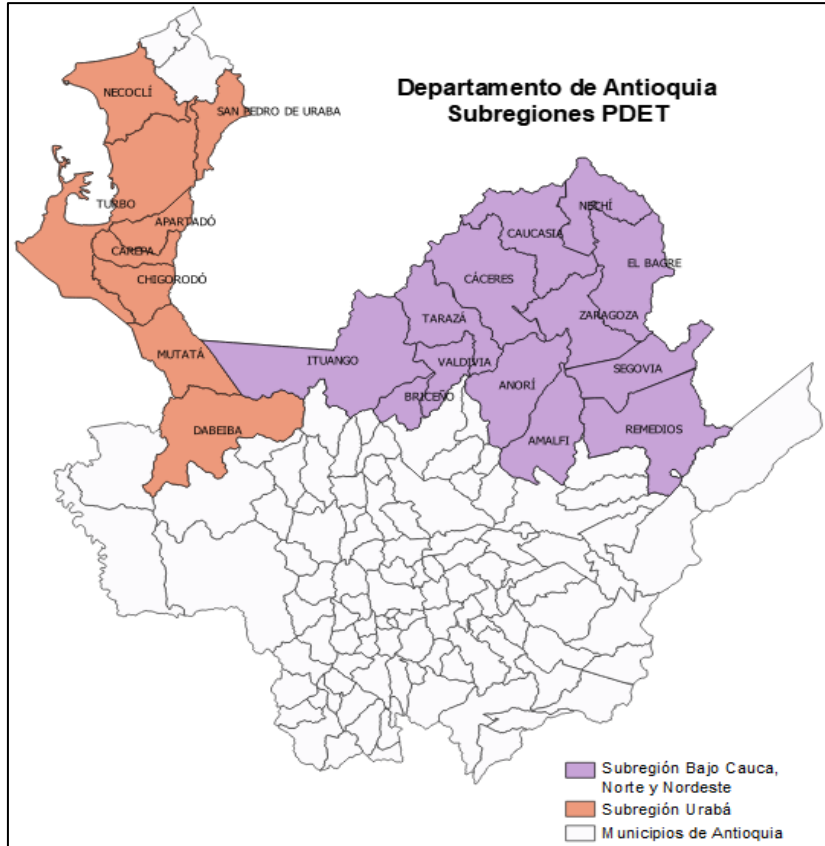 Departamento de Antioquia
Subregiones PDET
NECOCLÍ
SAN PEDRO DE URABA
TURBO
APARTADÓ
CAREPA
CHIGORODÓ
MUTATÁ
DABEIBA
NECHÍ
CAUCASIA
EL BAGRE
CÁCERES
TARAZÁ
ZARAGOZA
ITUANGO
VALDIVIA
SEGOVIA
ANORÍ
BRICEÑO
REMEDIOS
AMALFI
Subregión Bajo Cauca,
Norte y Nordeste
Subregión Urabá
Municipios de Antioquia